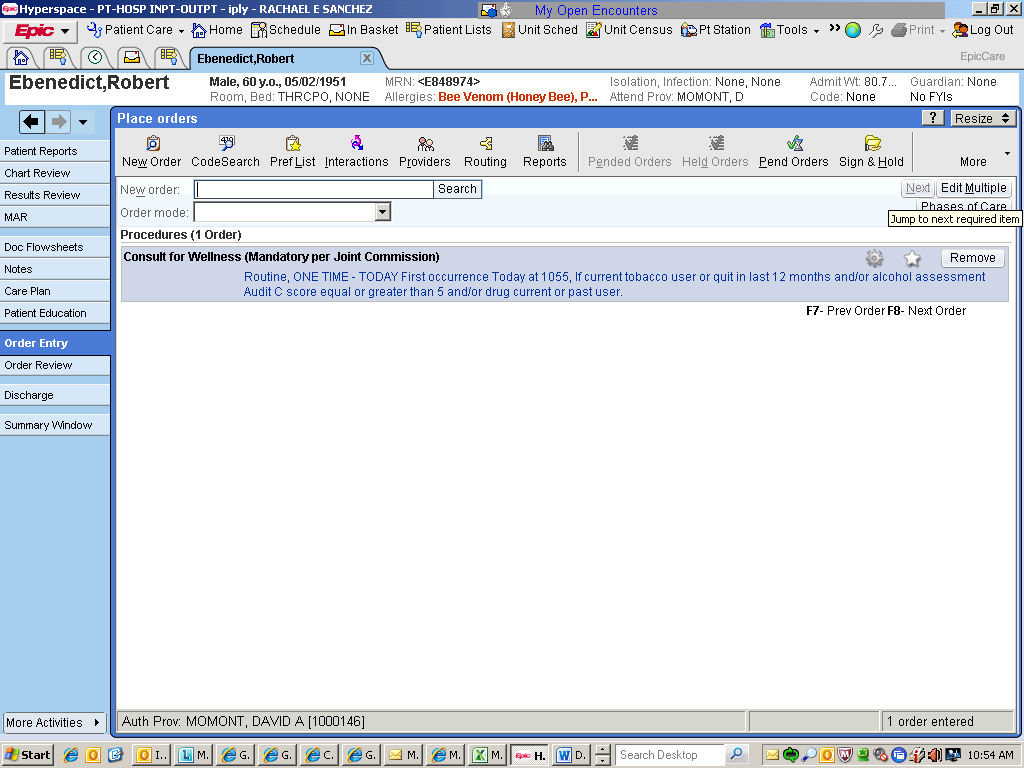 Hyperspace - PT-HOSP INPT-OUTPT - iply - RACHAEL E SANCHEZ
My Open Encounters
Epic Patient Care Home Schedule In Basket Patient Lists Unit Sched Unit Census Pt Station Tools Print Log Out
Ebenedict,Robert
EpicCare
Ebenedict,Robert
Male, 60 y.o., 05/02/1951 MRN: <E848974> Isolation, Infection: None, None Admit Wt: 80.7... Guardian: None
Room, Bed: THRCPO, NONE Allergies: Bee Venom (Honey Bee), P... Attend Prov: MOMONT, D Code: None No FYIs
Place orders
? Resize
Patient Reports
Chart Review
Results Review
MAR
Doc Flowsheets
Notes
Care Plan
Patient Education
Order Entry
Order Review
Discharge
Summary Window
More Activities
New Order CodeSearch Pref List Interactions Providers Routing Reports Pended Orders Held Orders Pend Orders Sign & Hold More
New order: Search Next Edit Multiple
Order mode: Phases of Care
Jump to next required item
Procedures (1 Order)
Consult for Wellness (Mandatory per Joint Commission) Remove
Routine, ONE TIME - TODAY First occurrence Today at 1055, If current tobacco user or quit in last 12 months and/or alcohol assessment
Audit C score equal or greater than 5 and/or drug current or past user.
F7- Prev Order F8- Next Order
Auth Prov: MOMONT, DAVID A [1000146] 1 order entered
Start I.. M. G. G. C. G. M. M. M. Epic H. D. Search Desktop 10:54 AM